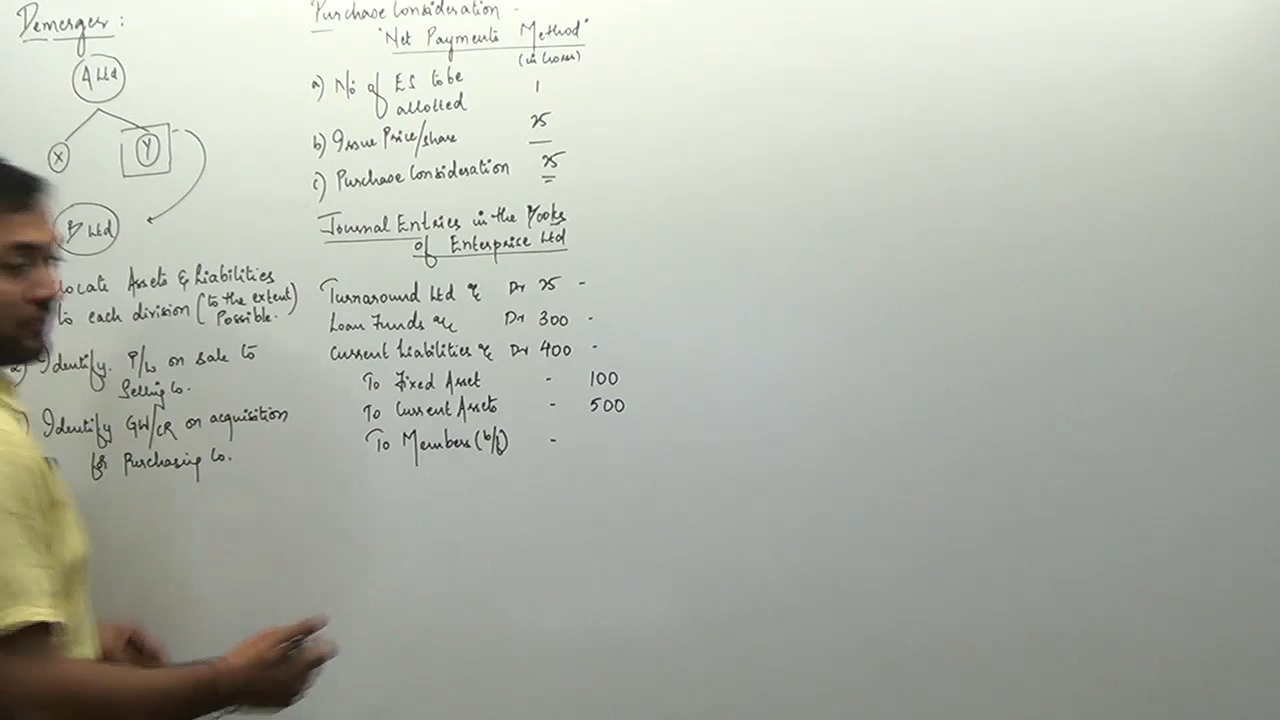 Demerger :
A Ltd
X
Y
B Ltd
Assets & Liabilities
to each division (to the extent Possible.)
2) Identify P/L on sale to
Selling Co.
Identify GW/CR on acquisition
for Purchasing Co.
Purchase Consideration -
"Net Payments Method"
(in Crores)
a) No of ES to be
allotted 1
b) Issue Price/share 25
c) Purchase Consideration 25
Journal Entries in the Books
of Enterprise Ltd
Turnaround Ltd a/c Dr 25 -
Loan Funds a/c Dr 300 -
Current Liabilities a/c Dr 400 -
To Fixed Asset - 100
To Current Assets - 500
To Members (b/f) -